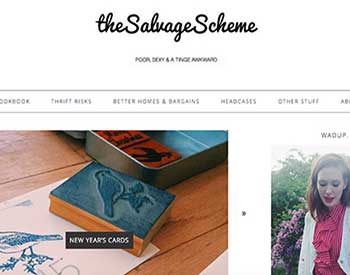 theSalvageScheme
POOR, SEXY & A TINGE AWKWARD
OOKBOOK THRIFT RISKS BETTER HOMES & BARGAINS HEADCASES OTHER STUFF AB
WADUP.
NEW YEAR'S CARDS
»